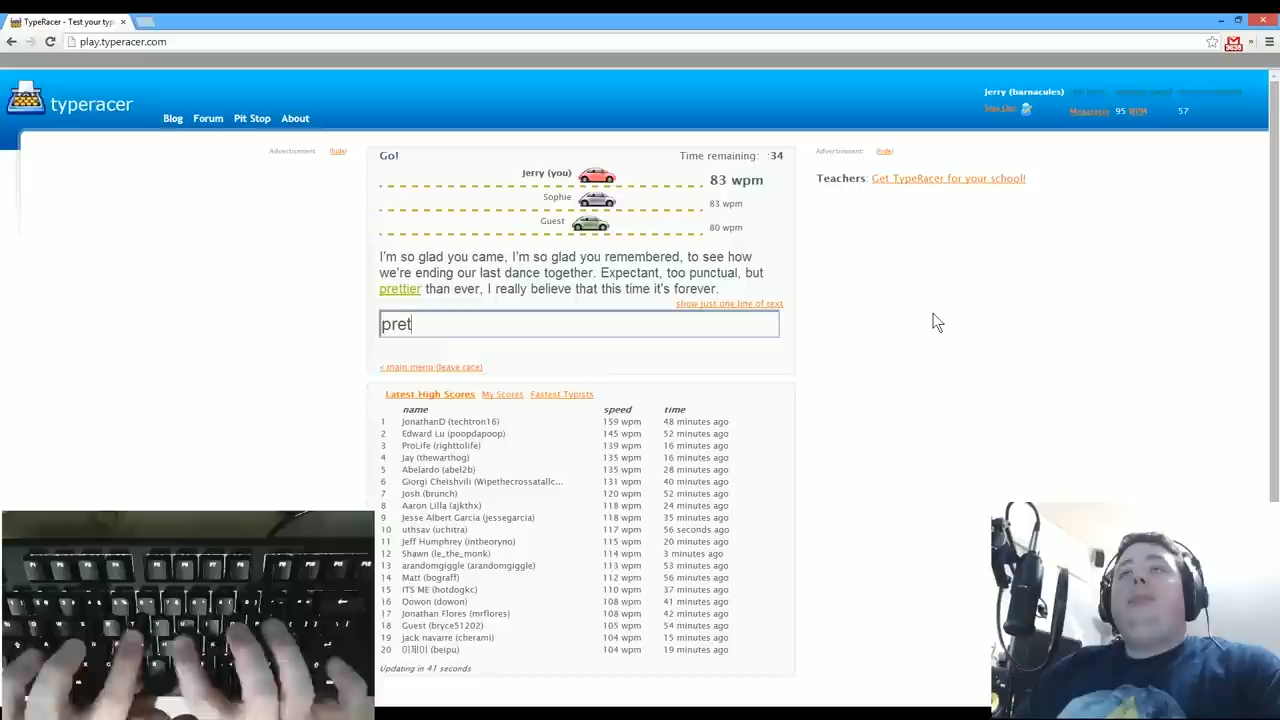 TypeRacer - Test your typ
play.typeracer.com
typeracer
Blog Forum Pit Stop About
Jerry (barnacules)
Sign Out
95 WPM 57
Advertisement (hide)
Go! Time remaining: :34
Jerry (you) 83 wpm
Sophie 83 wpm
Guest 80 wpm
I'm so glad you came, I'm so glad you remembered, to see how
we're ending our last dance together. Expectant, too punctual, but
prettier than ever, I really believe that this time it's forever.
show just one line of text
pret
< main menu (leave race)
Advertisement: (hide)
Teachers: Get TypeRacer for your school!
Latest High Scores My Scores Fastest Typists
name speed time
1 JonathanD (techtron16) 159 wpm 48 minutes ago
2 Edward Lu (poopdapoop) 145 wpm 52 minutes ago
3 ProLife (righttolife) 139 wpm 16 minutes ago
4 Jay (thewarthog) 135 wpm 16 minutes ago
5 Abelardo (abel2b) 135 wpm 28 minutes ago
6 Giorgi Cheishvili (Wipethecrossatallc... 131 wpm 40 minutes ago
7 Josh (brunch) 120 wpm 52 minutes ago
8 Aaron Lilla (ajkthx) 118 wpm 24 minutes ago
9 Jesse Albert Garcia (jessegarcia) 118 wpm 35 minutes ago
10 uthsav (uchitra) 117 wpm 56 seconds ago
11 Jeff Humphrey (intheoryno) 115 wpm 20 minutes ago
12 Shawn (le_the_monk) 114 wpm 3 minutes ago
13 arandomgiggle (arandomgiggle) 113 wpm 53 minutes ago
14 Matt (bograff) 112 wpm 56 minutes ago
15 ITS ME (hotdogkc) 110 wpm 37 minutes ago
16 Dowon (dowon) 108 wpm 41 minutes ago
17 Jonathan Flores (mrflores) 108 wpm 42 minutes ago
18 Guest (bryce51202) 105 wpm 54 minutes ago
19 jack navarre (cherami) 104 wpm 15 minutes ago
20 (beipu) 104 wpm 19 minutes ago
Updating in 41 seconds